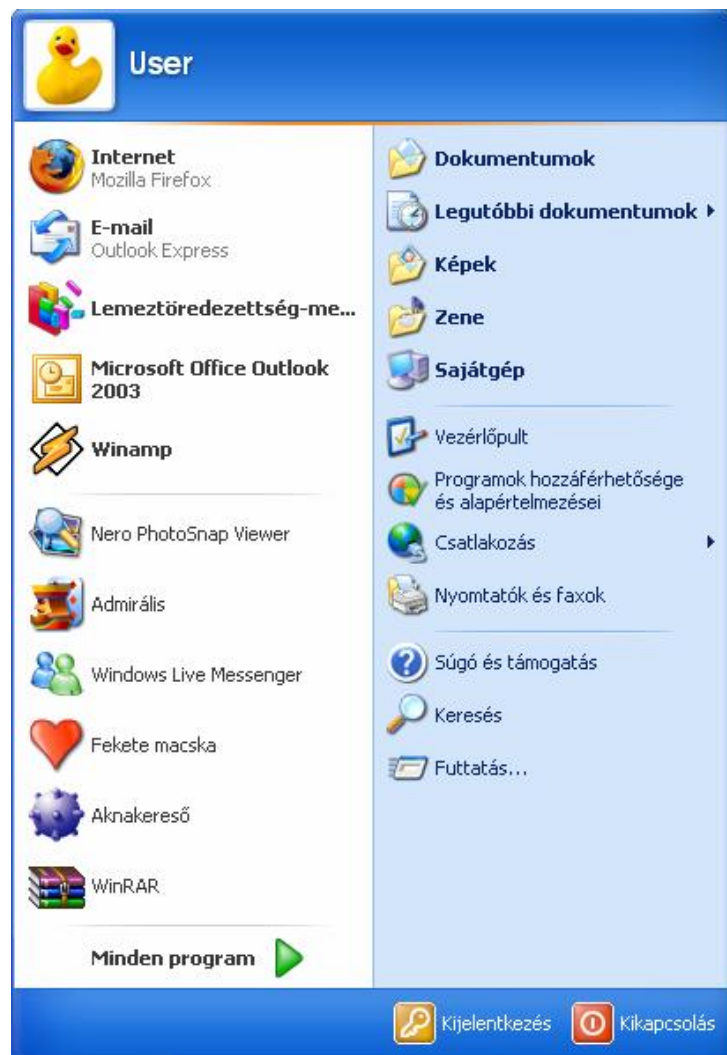 User
Internet
Mozilla Firefox
E-mail
Outlook Express
Lemeztöredezettség-me...
Microsoft Office Outlook
2003
Winamp
Nero PhotoSnap Viewer
Admirális
Windows Live Messenger
Fekete macska
Aknakereső
WinRAR
Minden program
Dokumentumok
Legutóbbi dokumentumok
Képek
Zene
Sajátgép
Vezérlőpult
Programok hozzáférhetősége
és alapértelmezései
Csatlakozás
Nyomtatók és faxok
Súgó és támogatás
Keresés
Futtatás...
Kijelentkezés
Kikapcsolás